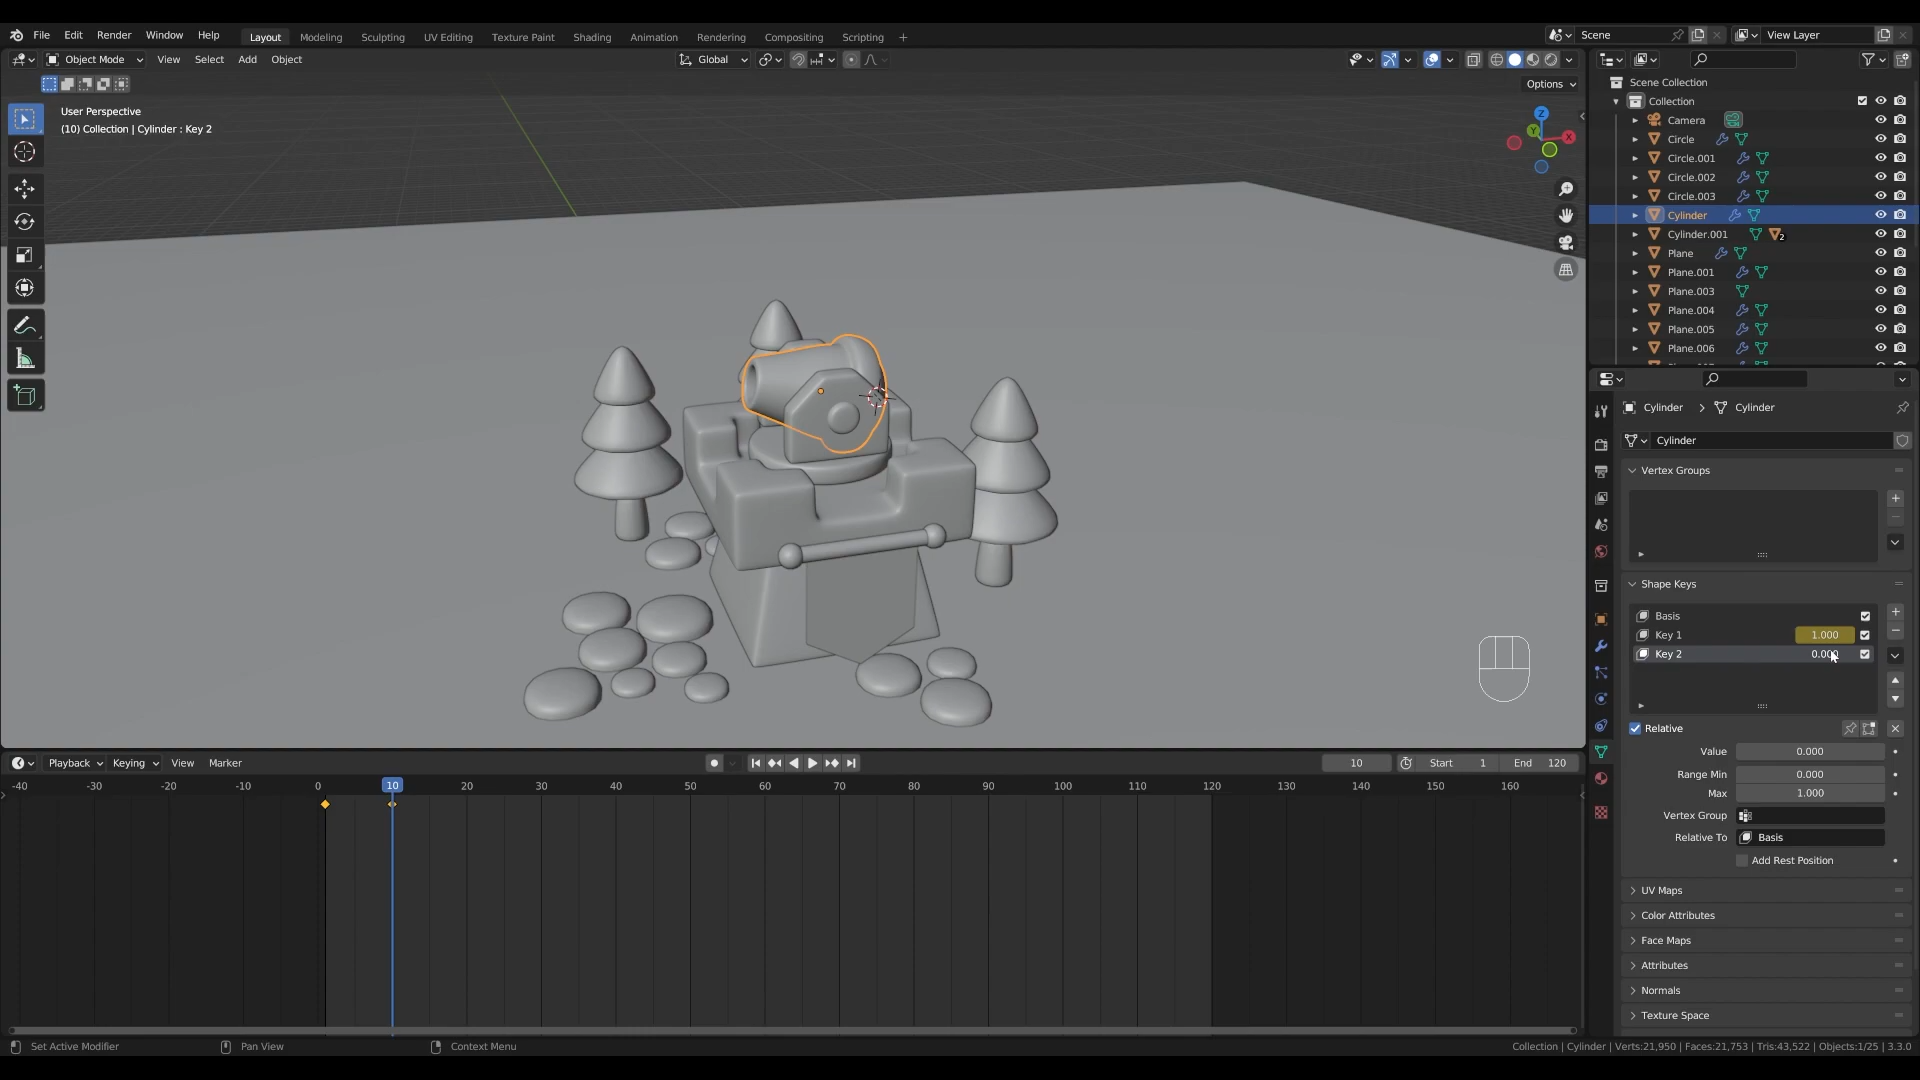 File Edit Render Window Help Layout Modeling Sculpting UV Editing Texture Paint Shading Animation Rendering Compositing Scripting + Scene View Layer
Object Mode View Select Add Object Global
Options
User Perspective
(10) Collection | Cylinder : Key 2
Z
Y
X
Scene Collection
Collection
Camera
Circle
Circle.001
Circle.002
Circle.003
Cylinder
Cylinder.001 2
Plane
Plane.001
Plane.003
Plane.004
Plane.005
Plane.006
Cylinder > Cylinder
Cylinder
Vertex Groups
Shape Keys
Basis
Key 1 1.000
Key 2 0.000
Relative
Value 0.000
Range Min 0.000
Max 1.000
Vertex Group
Relative To Basis
Add Rest Position
UV Maps
Color Attributes
Face Maps
Attributes
Normals
Texture Space
Playback Keying View Marker 10 Start 1 End 120
-40 -30 -20 -10 0 10 20 30 40 50 60 70 80 90 100 110 120 130 140 150 160
Set Active Modifier Pan View Context Menu Collection | Cylinder | Verts:21,950 | Faces:21,753 | Tris:43,522 | Objects:1/25 | 3.3.0